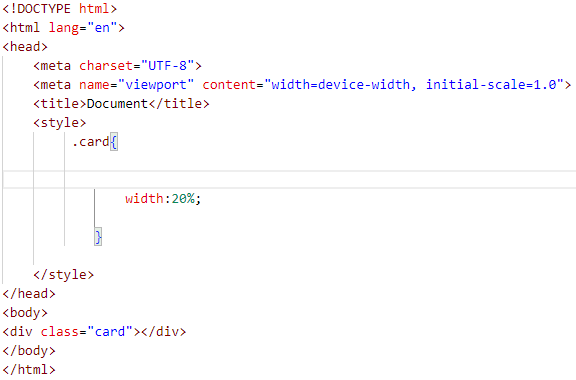 <!DOCTYPE html>
<html lang="en">
<head>
    <meta charset="UTF-8">
    <meta name="viewport" content="width=device-width, initial-scale=1.0">
    <title>Document</title>
    <style>
         .card{
                width:20%;
            }
    </style>
</head>
<body>
<div class="card"></div>
</body>
</html>